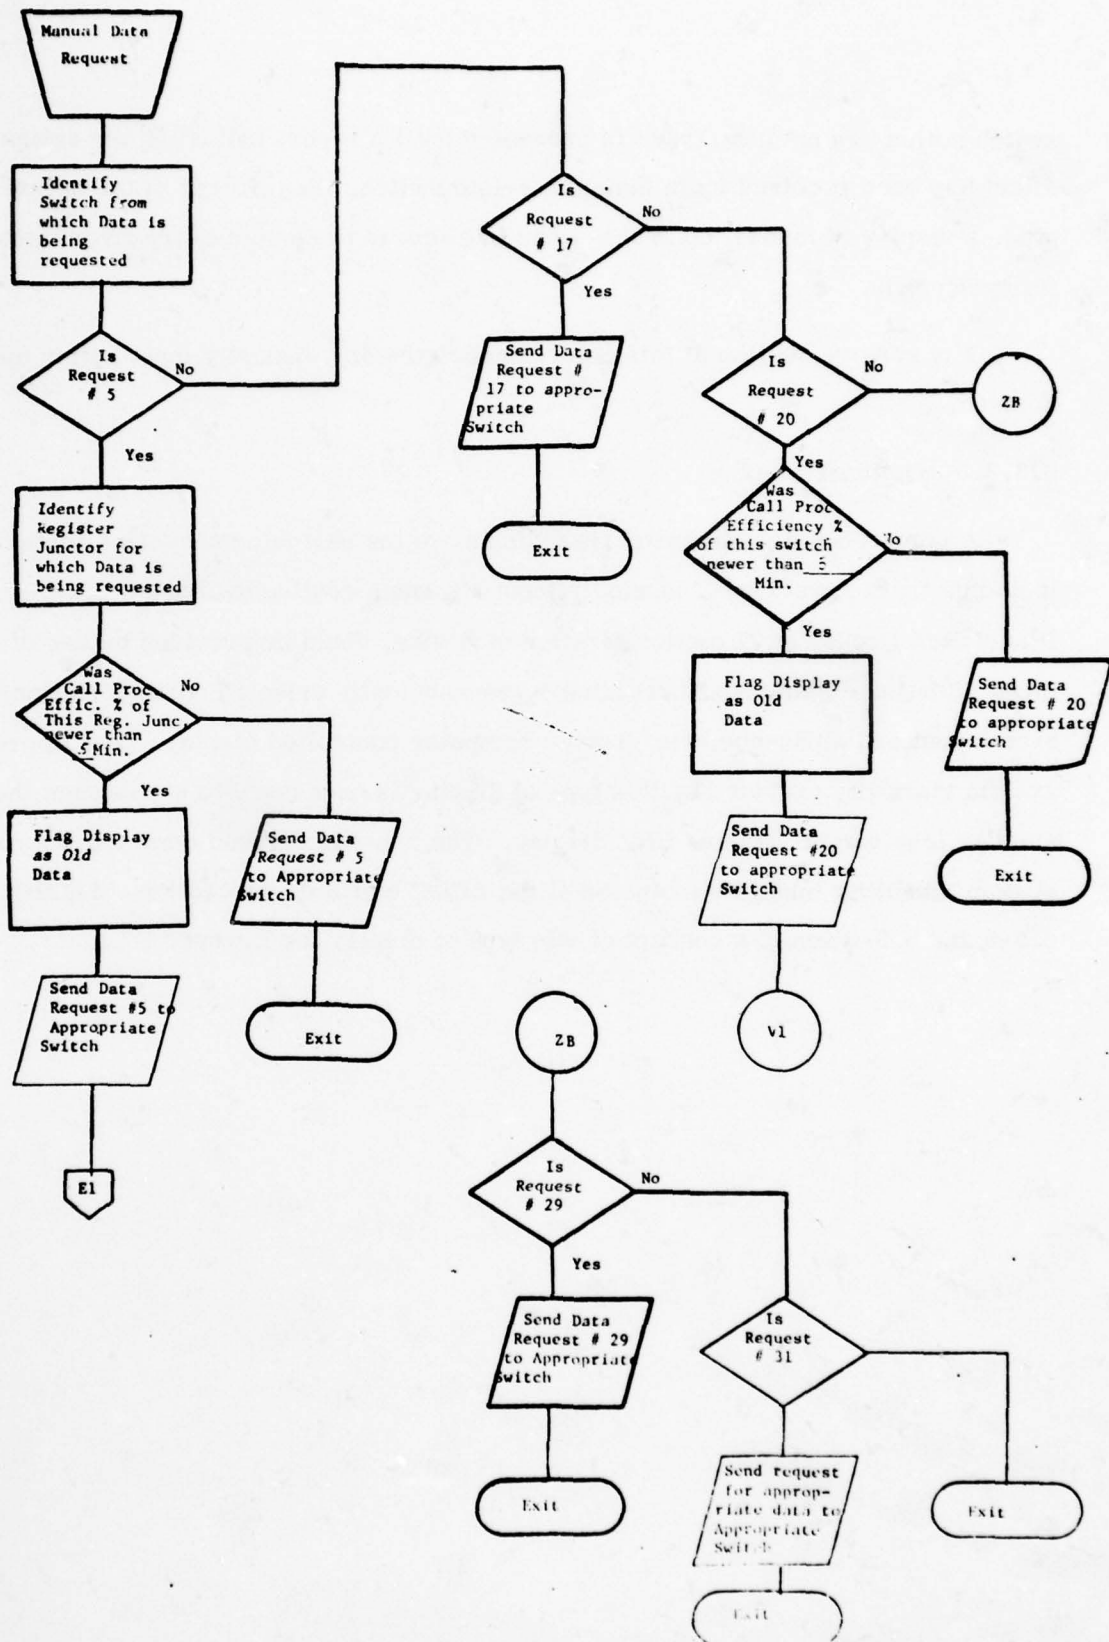 Manual Data
Request
Identify
Switch from
which Data is
being
requested
Is
Request
# 5
No
Yes
Identify
Register
Junctor for
which Data is
being requested
Was
Call Proc
Effic. % of
This Reg. Junc.
newer than
5 Min.
No
Yes
Flag Display
as Old
Data
Send Data
Request #5 to
Appropriate
Switch
E1
Send Data
Request # 5
to Appropriate
Switch
Exit
Is
Request
# 17
No
Yes
Send Data
Request #
17 to appro-
priate
Switch
Exit
Is
Request
# 20
No
ZB
Yes
Was
Call Proc
Efficiency %
of this switch
newer than 5
Min.
No
Yes
Flag Display
as Old
Data
Send Data
Request #20
to appropriate
Switch
V1
Send Data
Request # 20
to appropriate
Switch
Exit
ZB
Is
Request
# 29
No
Yes
Send Data
Request # 29
to Appropriate
Switch
Exit
Is
Request
# 31
Send request
for approp-
riate data to
Appropriate
Switch
Exit
Exit